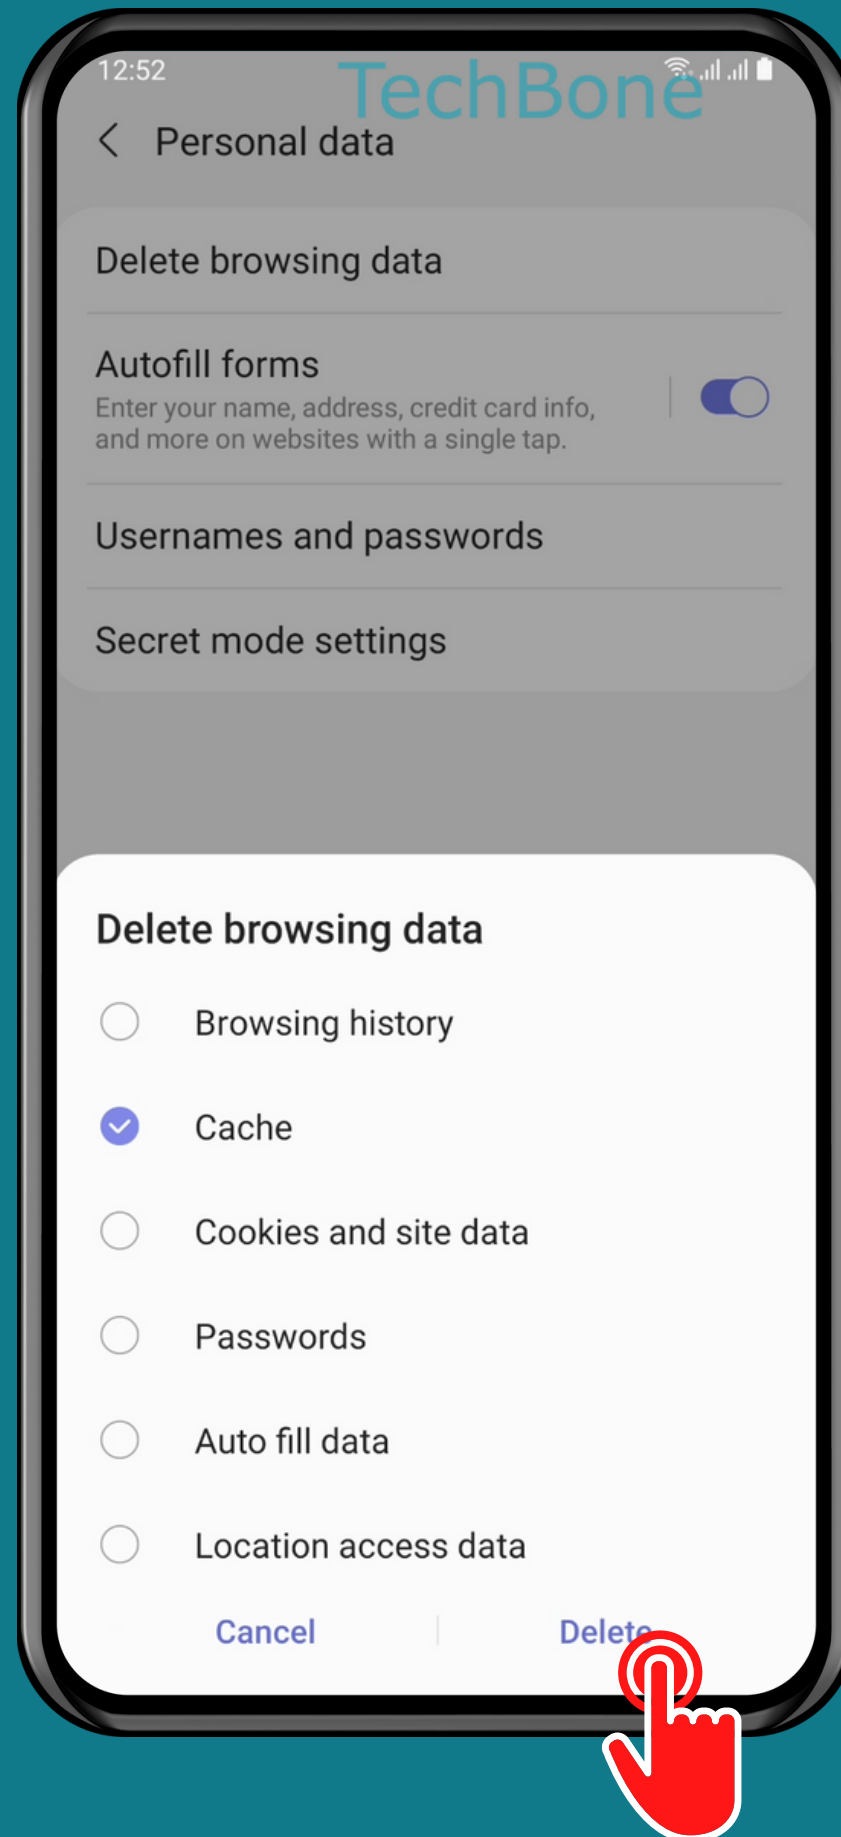 12:52
TechBone
Personal data
Delete browsing data
Autofill forms
Enter your name, address, credit card info,
and more on websites with a single tap.
Usernames and passwords
Secret mode settings
Delete browsing data
Browsing history
Cache
Cookies and site data
Passwords
Auto fill data
Location access data
Cancel
Delete